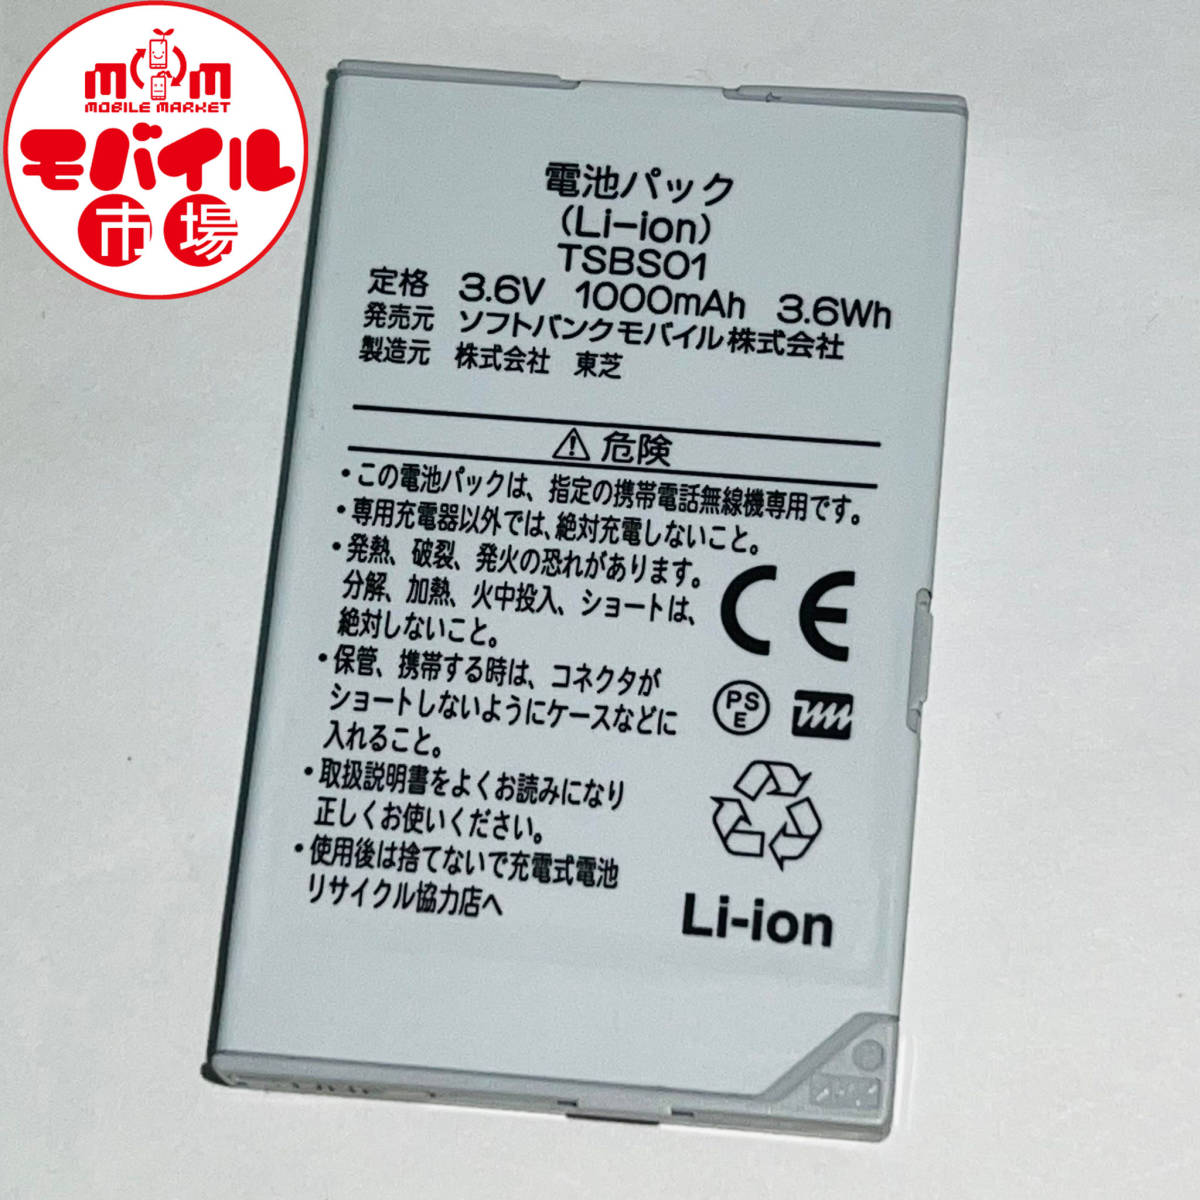 MOBILE MARKET
モバイル
市場
電池パック
(Li-ion)
TSBS01
定格 3.6V 1000mAh 3.6Wh
発売元 ソフトバンクモバイル株式会社
製造元 株式会社 東芝
⚠危険
・この電池パックは、指定の携帯電話無線機専用です。
・専用充電器以外では、絶対充電しないこと。
・発熱、破裂、発火の恐れがあります。
分解、加熱、火中投入、ショートは、
絶対しないこと。
・保管、携帯する時は、コネクタが
ショートしないようにケースなどに
入れること。
・取扱説明書をよくお読みになり
正しくお使いください。
・使用後は捨てないで充電式電池
リサイクル協力店へ
CE
PS
E
Li-ion